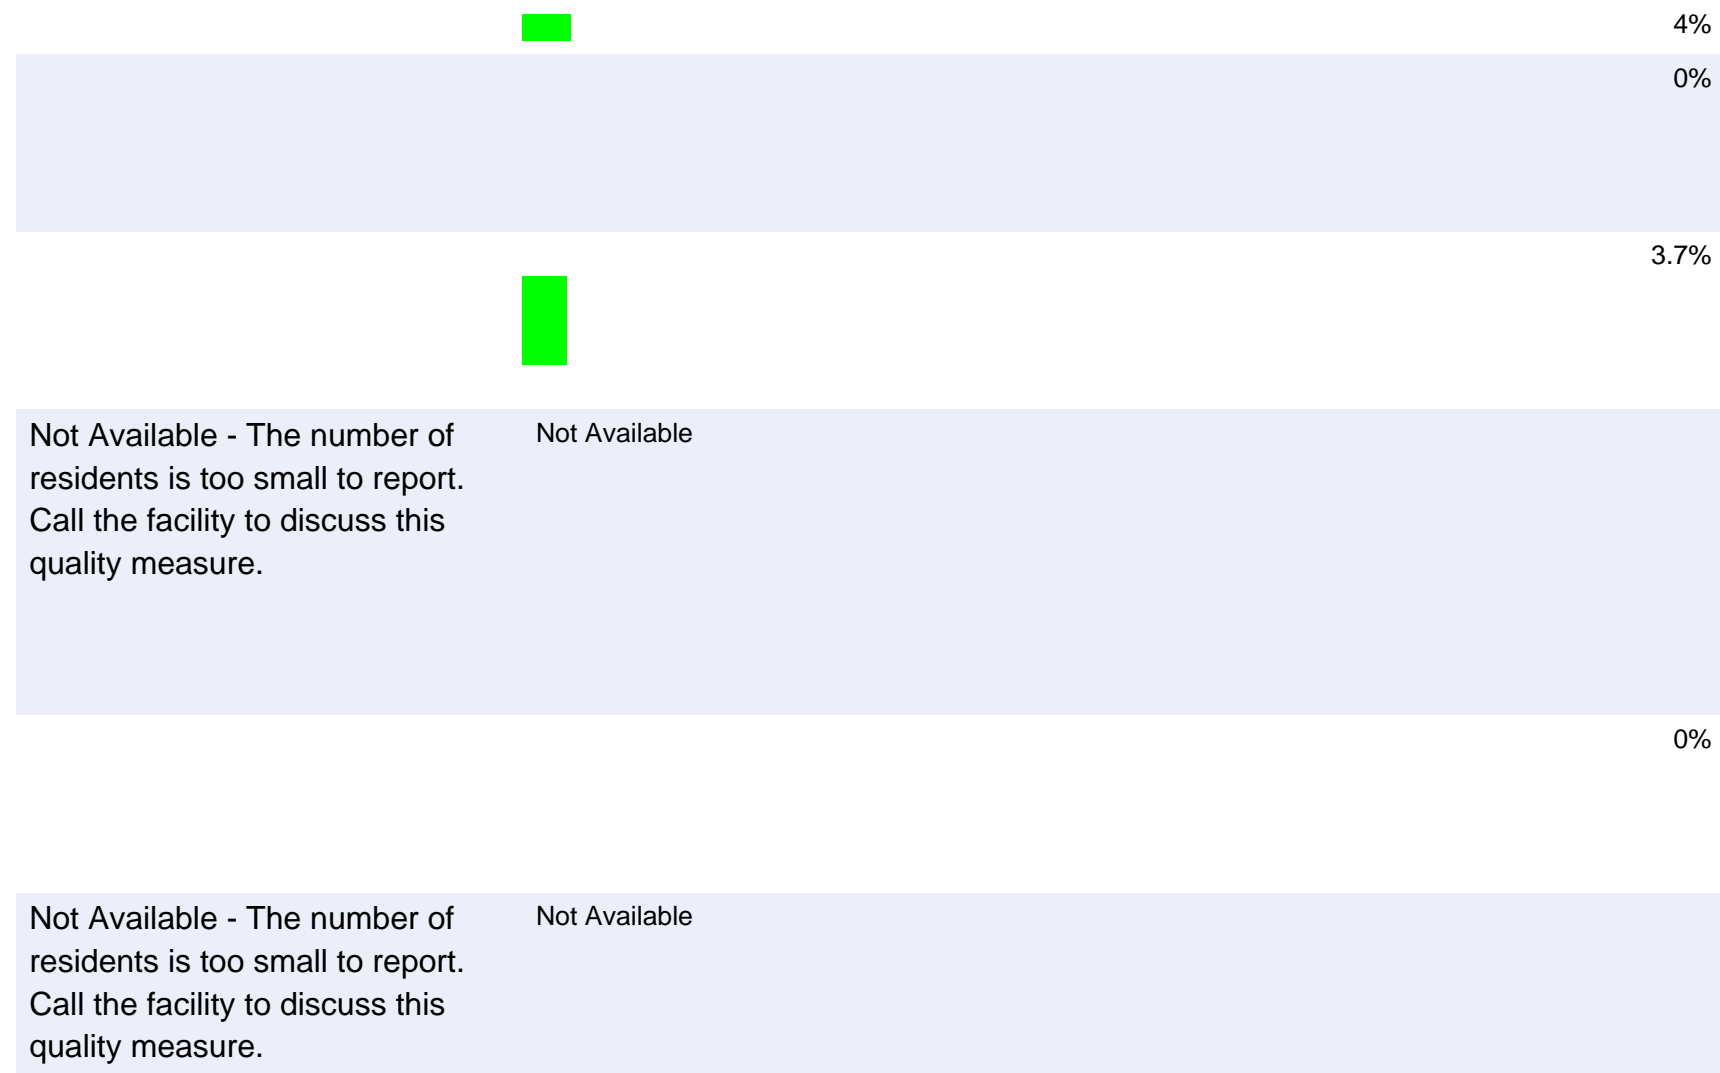 4%
0%
3.7%
Not Available - The number of
residents is too small to report.
Call the facility to discuss this
quality measure.
Not Available
0%
Not Available - The number of
residents is too small to report.
Call the facility to discuss this
quality measure.
Not Available